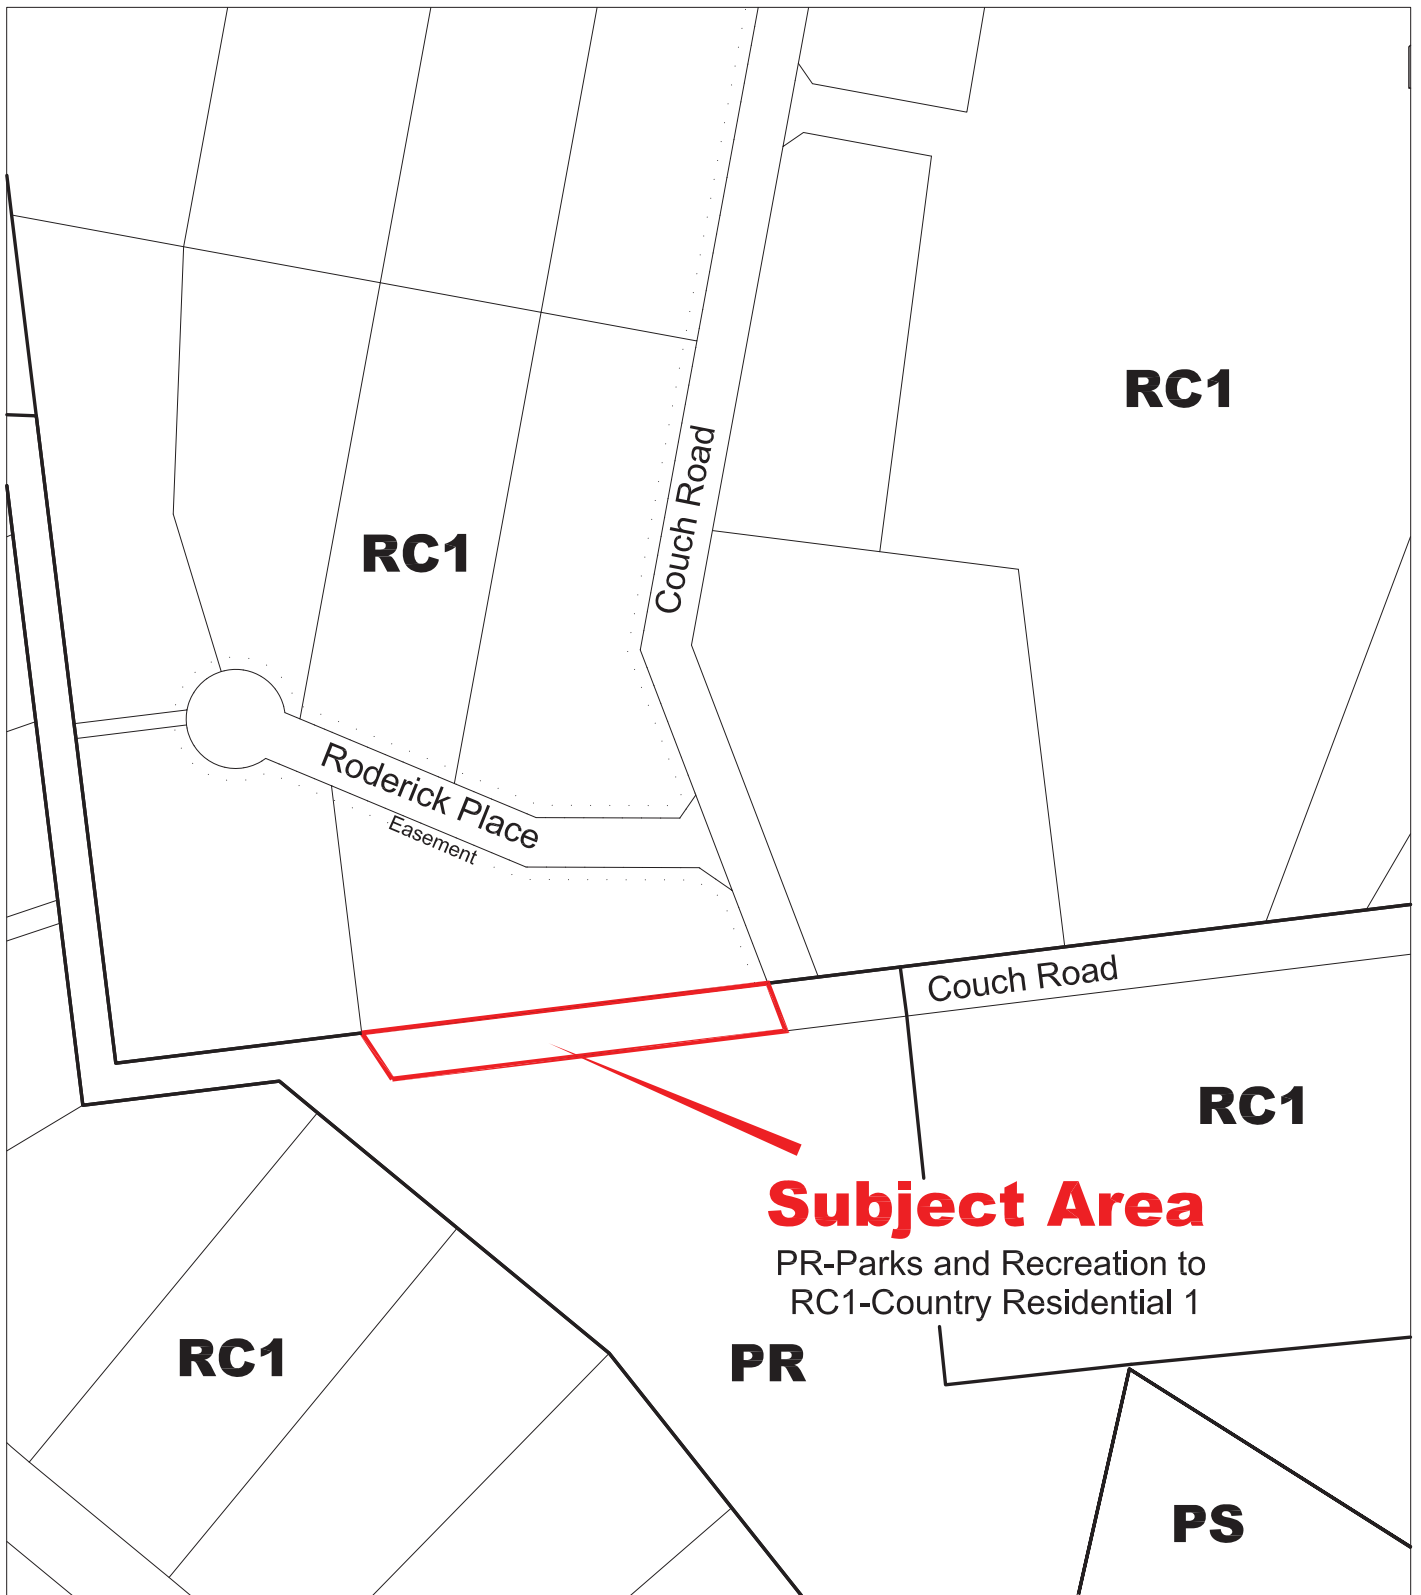 RC1
Couch Road
RC1
Roderick Place
Easement
Couch Road
RC1
Subject Area
PR-Parks and Recreation to
RC1-Country Residential 1
RC1
PR
PS